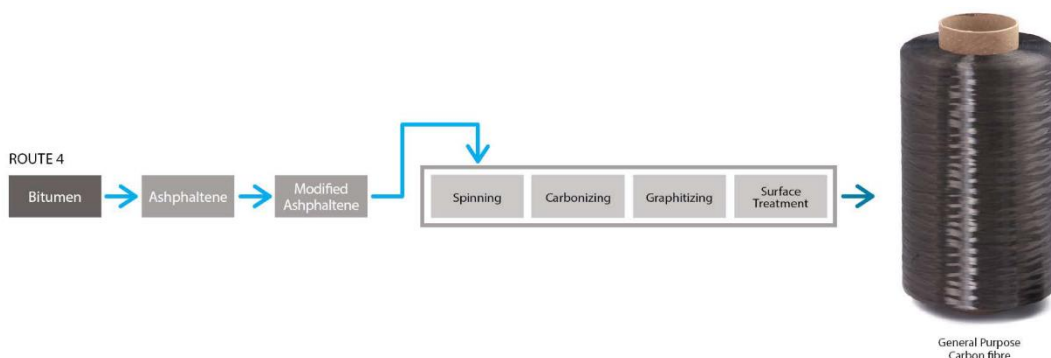 ROUTE 4
Bitumen
Ashphaltene
Modified
Ashphaltene
Spinning
Carbonizing
Graphitizing
Surface
Treatment
General Purpose
Carbon fibre